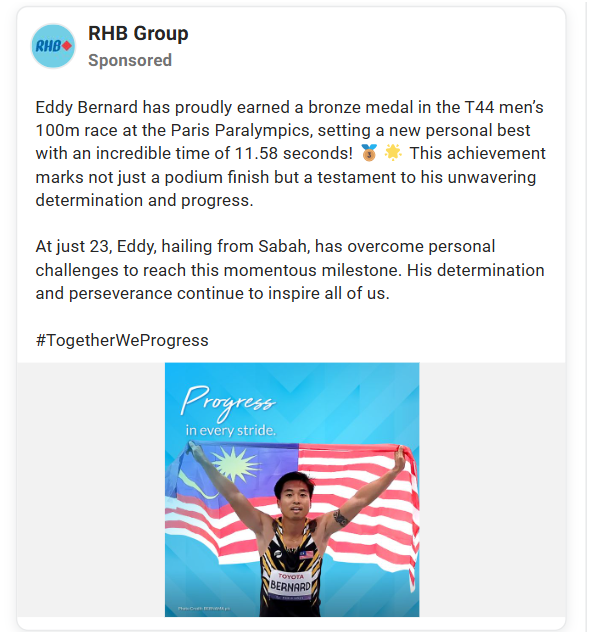 RHB Group
RHB
Sponsored
Eddy Bernard has proudly earned a bronze medal in the T44 men’s
100m race at the Paris Paralympics, setting a new personal best
with an incredible time of 11.58 seconds! 🥉 🌟 This achievement
marks not just a podium finish but a testament to his unwavering
determination and progress.
At just 23, Eddy, hailing from Sabah, has overcome personal
challenges to reach this momentous milestone. His determination
and perseverance continue to inspire all of us.
#TogetherWeProgress
Progress
in every stride.
TOYOTA
BERNARD